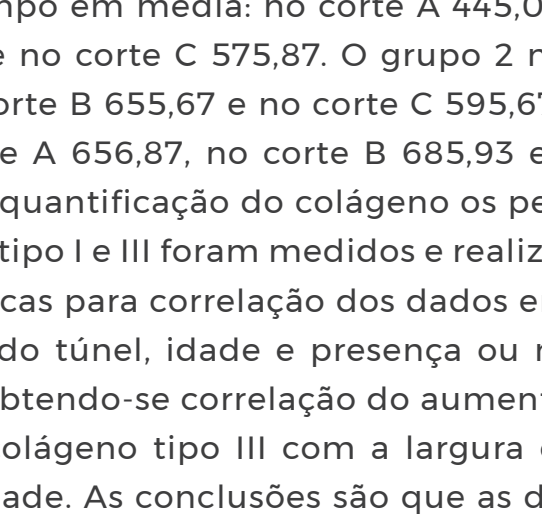 mpo em média: no corte A 445,0
e no corte C 575,87. O grupo 2 n
orte B 655,67 e no corte C 595,67
e A 656,87, no corte B 685,93 e
quantificação do colágeno os pe
tipo I e III foram medidos e realiz
cas para correlação dos dados e
do túnel, idade e presença ou
btendo-se correlação do aument
olágeno tipo III com a largura
ade. As conclusões são que as d